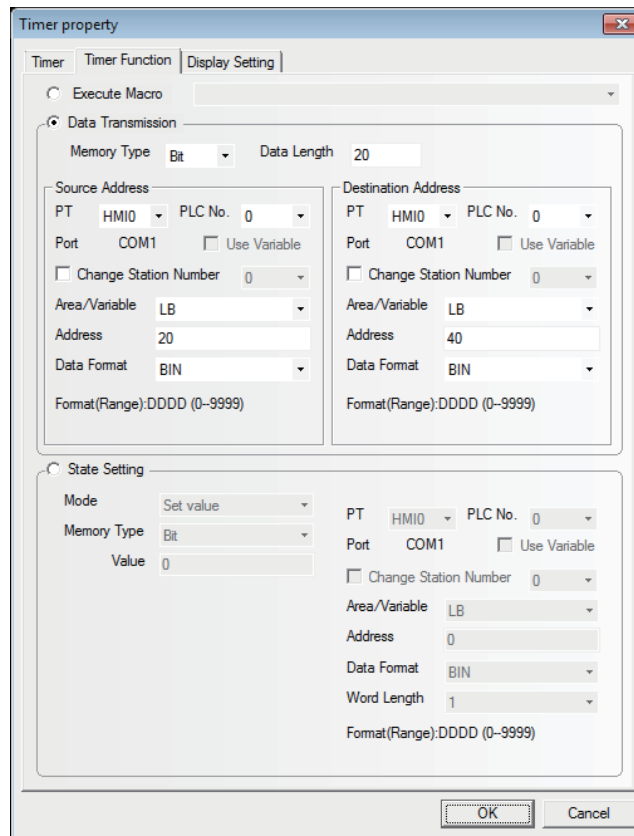 Timer property
Timer Timer Function Display Setting
Execute Macro
Data Transmission
Memory Type Bit Data Length 20
Source Address
PT HMI0 PLC No. 0
Port COM1 Use Variable
Change Station Number 0
Area/Variable LB
Address 20
Data Format BIN
Format(Range):DDDD (0--9999)
Destination Address
PT HMI0 PLC No. 0
Port COM1 Use Variable
Change Station Number 0
Area/Variable LB
Address 40
Data Format BIN
Format(Range):DDDD (0--9999)
State Setting
Mode Set value
Memory Type Bit
Value 0
PT HMI0 PLC No. 0
Port COM1 Use Variable
Change Station Number 0
Area/Variable LB
Address 0
Data Format BIN
Word Length 1
Format(Range):DDDD (0--9999)
OK Cancel